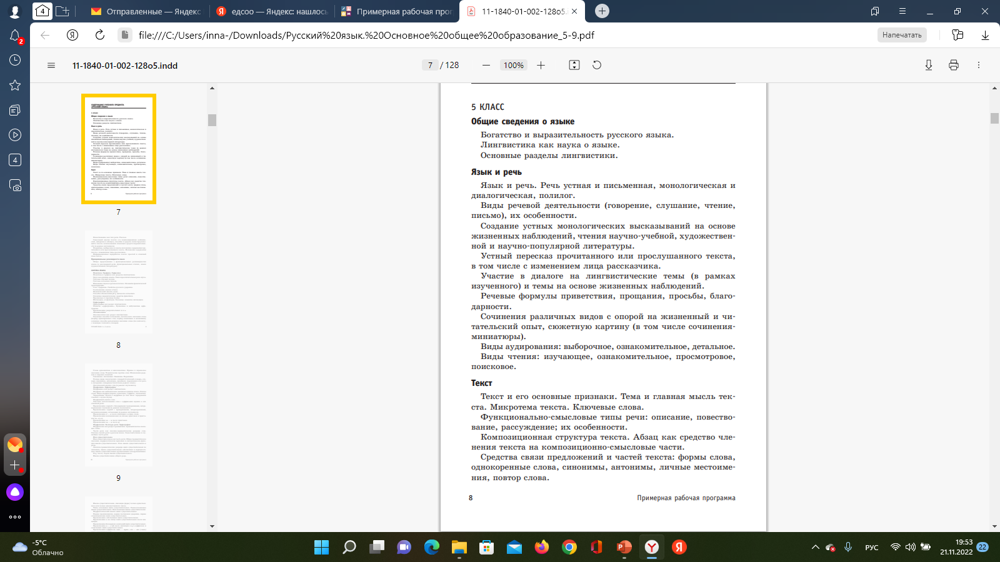 4
Отправленные — Яндекс
едсоо — Яндекс: нашлось
Примерная рабочая прог
11-1840-01-002-128o5.
2
file:///C:/Users/inna-/Downloads/Русский%20язык.%20Основное%20общее%20образование_5-9.pdf
Напечатать
11-1840-01-002-128o5.indd
7 / 128
100%
5 КЛАСС
Общие сведения о языке
Богатство и выразительность русского языка.
Лингвистика как наука о языке.
Основные разделы лингвистики.
Язык и речь
Язык и речь. Речь устная и письменная, монологическая и
диалогическая, полилог.
Виды речевой деятельности (говорение, слушание, чтение,
письмо), их особенности.
Создание устных монологических высказываний на основе
жизненных наблюдений, чтения научно-учебной, художествен-
ной и научно-популярной литературы.
Устный пересказ прочитанного или прослушанного текста,
в том числе с изменением лица рассказчика.
Участие в диалоге на лингвистические темы (в рамках
изученного) и темы на основе жизненных наблюдений.
Речевые формулы приветствия, прощания, просьбы, благо-
дарности.
Сочинения различных видов с опорой на жизненный и чи-
тательский опыт, сюжетную картину (в том числе сочинения-
миниатюры).
Виды аудирования: выборочное, ознакомительное, детальное.
Виды чтения: изучающее, ознакомительное, просмотровое,
поисковое.
Текст
Текст и его основные признаки. Тема и главная мысль тек-
ста. Микротема текста. Ключевые слова.
Функционально-смысловые типы речи: описание, повество-
вание, рассуждение; их особенности.
Композиционная структура текста. Абзац как средство чле-
нения текста на композиционно-смысловые части.
Средства связи предложений и частей текста: формы слова,
однокоренные слова, синонимы, антонимы, личные местоиме-
ния, повтор слова.
8
Примерная рабочая программа
7
8
9
4
-5°C
Облачно
РУС
19:53
21.11.2022
22